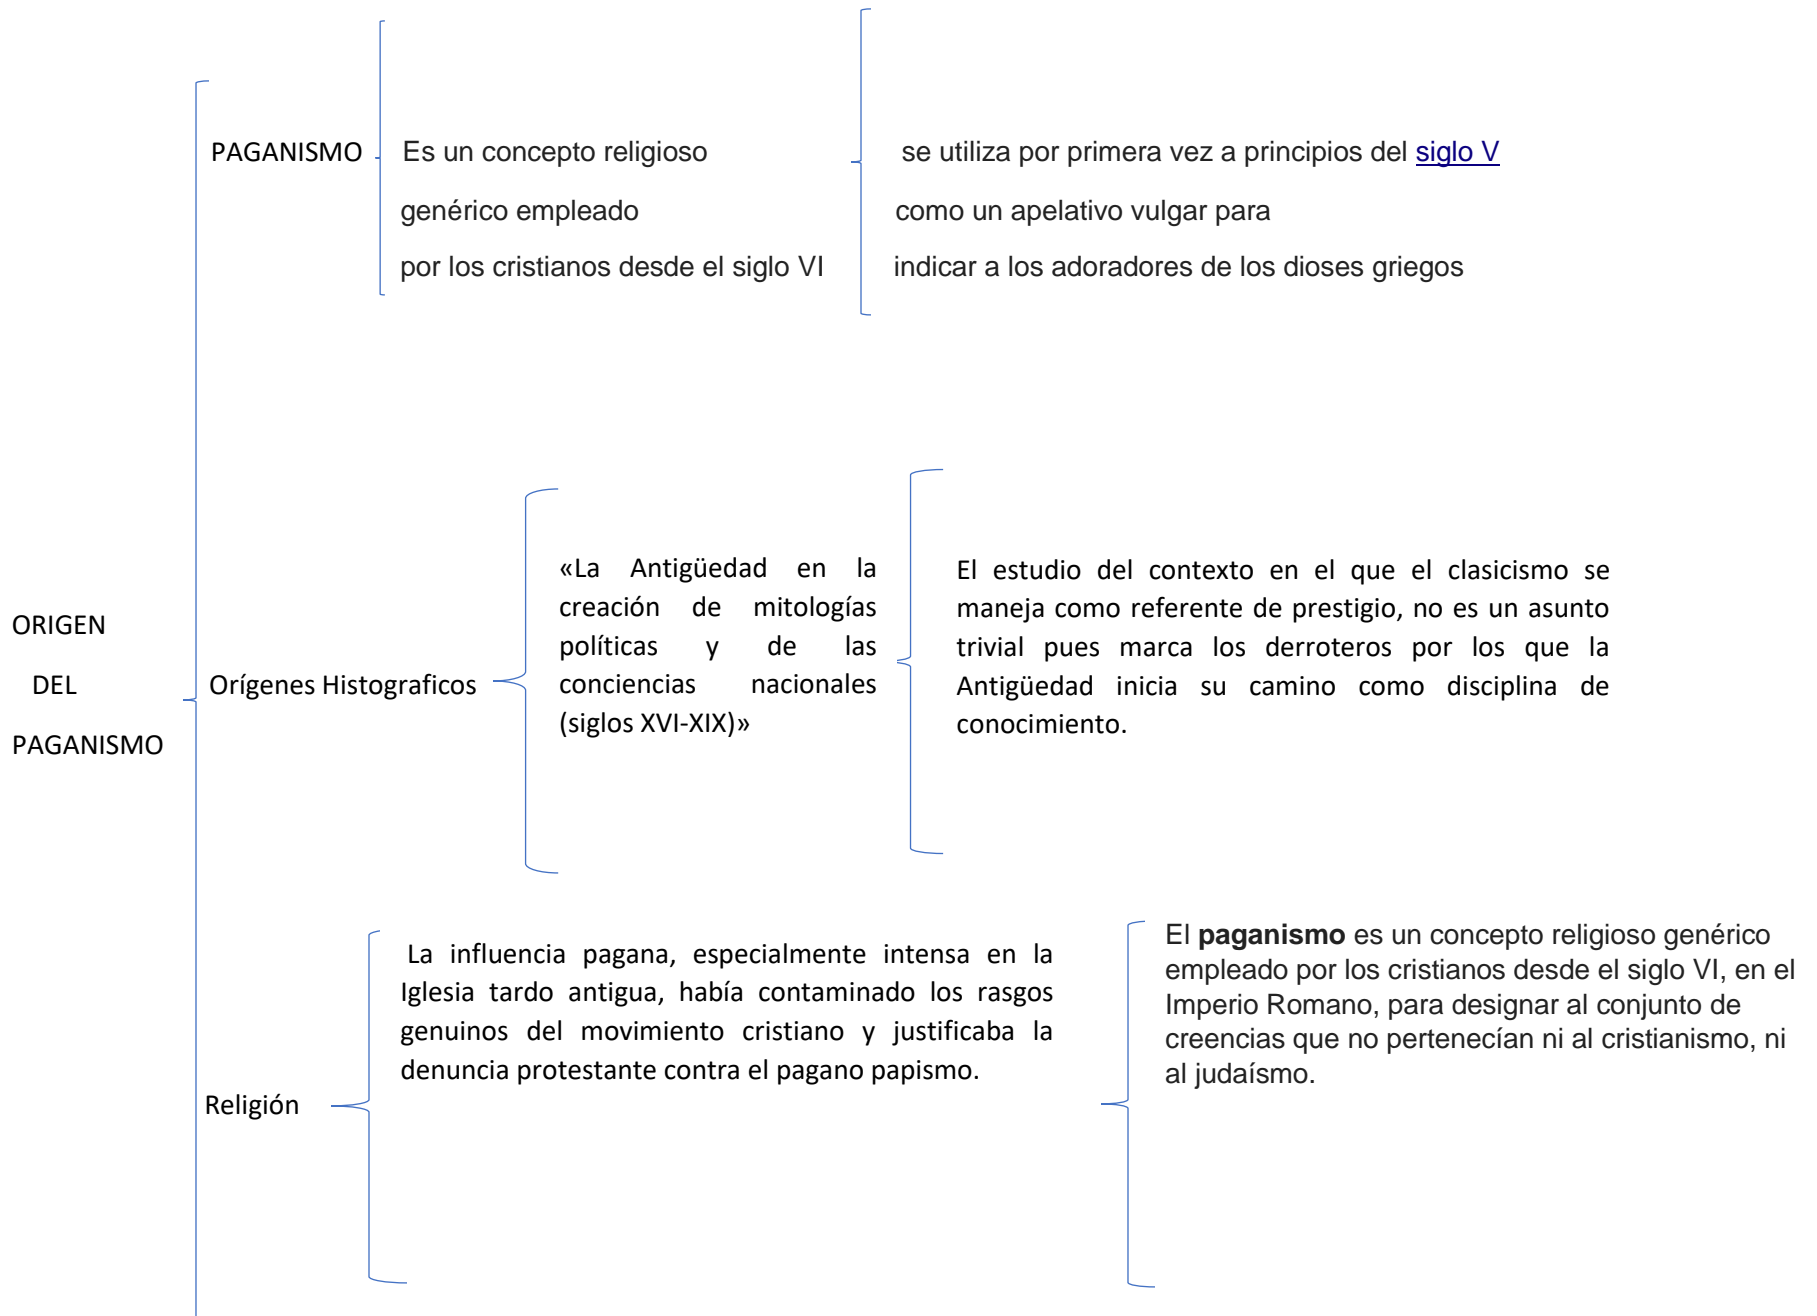 ORIGEN
DEL
PAGANISMO
PAGANISMO
Es un concepto religioso
genérico empleado
por los cristianos desde el siglo VI
se utiliza por primera vez a principios del siglo V
como un apelativo vulgar para
indicar a los adoradores de los dioses griegos
Orígenes Histograficos
«La Antigüedad en la
creación de mitologías
políticas y de las
conciencias nacionales
(siglos XVI-XIX)»
El estudio del contexto en el que el clasicismo se
maneja como referente de prestigio, no es un asunto
trivial pues marca los derroteros por los que la
Antigüedad inicia su camino como disciplina de
conocimiento.
Religión
La influencia pagana, especialmente intensa en la
Iglesia tardo antigua, había contaminado los rasgos
genuinos del movimiento cristiano y justificaba la
denuncia protestante contra el pagano papismo.
El paganismo es un concepto religioso genérico
empleado por los cristianos desde el siglo VI, en el
Imperio Romano, para designar al conjunto de
creencias que no pertenecían ni al cristianismo, ni
al judaísmo.